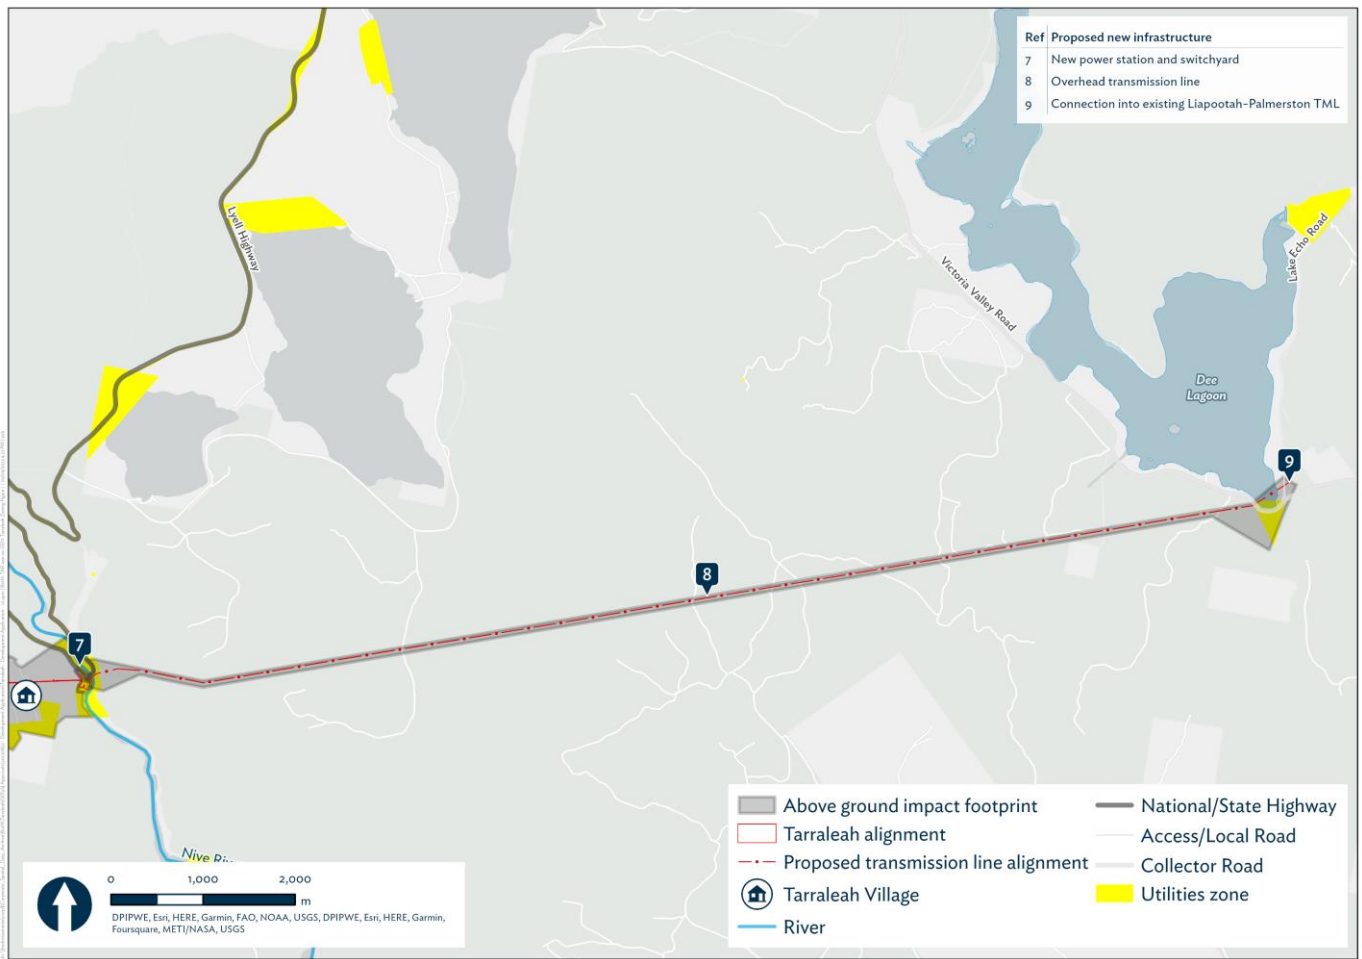 Ref Proposed new infrastructure
7 New power station and switchyard
8 Overhead transmission line
9 Connection into existing Liapootah-Palmerston TML
Lyell Highway
Victoria Valley Road
Lake Echo Road
Dee
Lagoon
9
8
7
Nive
Above ground impact footprint
Tarraleah alignment
Proposed transmission line alignment
Tarraleah Village
River
National/State Highway
Access/Local Road
Collector Road
Utilities zone
0 1,000 2,000
m
DPIPWE, Esri, HERE, Garmin, FAO, NOAA, USGS, DPIPWE, Esri, HERE, Garmin,
Foursquare, METI/NASA, USGS